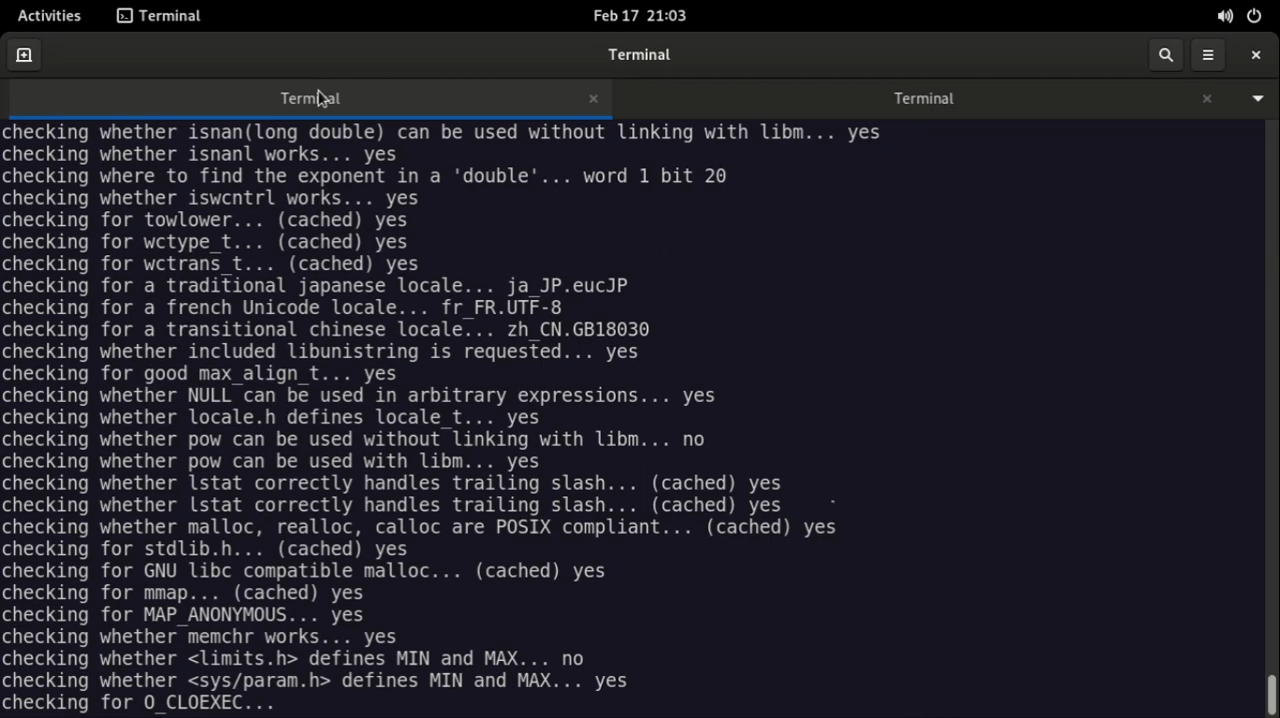 Activities Terminal Feb 17 21:03
Terminal
Terminal Terminal
checking whether isnan(long double) can be used without linking with libm... yes
checking whether isnanl works... yes
checking where to find the exponent in a 'double'... word 1 bit 20
checking whether iswcntrl works... yes
checking for towlower... (cached) yes
checking for wctype_t... (cached) yes
checking for wctrans_t... (cached) yes
checking for a traditional japanese locale... ja_JP.eucJP
checking for a french Unicode locale... fr_FR.UTF-8
checking for a transitional chinese locale... zh_CN.GB18030
checking whether included libunistring is requested... yes
checking for good max_align_t... yes
checking whether NULL can be used in arbitrary expressions... yes
checking whether locale.h defines locale_t... yes
checking whether pow can be used without linking with libm... no
checking whether pow can be used with libm... yes
checking whether lstat correctly handles trailing slash... (cached) yes
checking whether lstat correctly handles trailing slash... (cached) yes
checking whether malloc, realloc, calloc are POSIX compliant... (cached) yes
checking for stdlib.h... (cached) yes
checking for GNU libc compatible malloc... (cached) yes
checking for mmap... (cached) yes
checking for MAP_ANONYMOUS... yes
checking whether memchr works... yes
checking whether <limits.h> defines MIN and MAX... no
checking whether <sys/param.h> defines MIN and MAX... yes
checking for O_CLOEXEC...